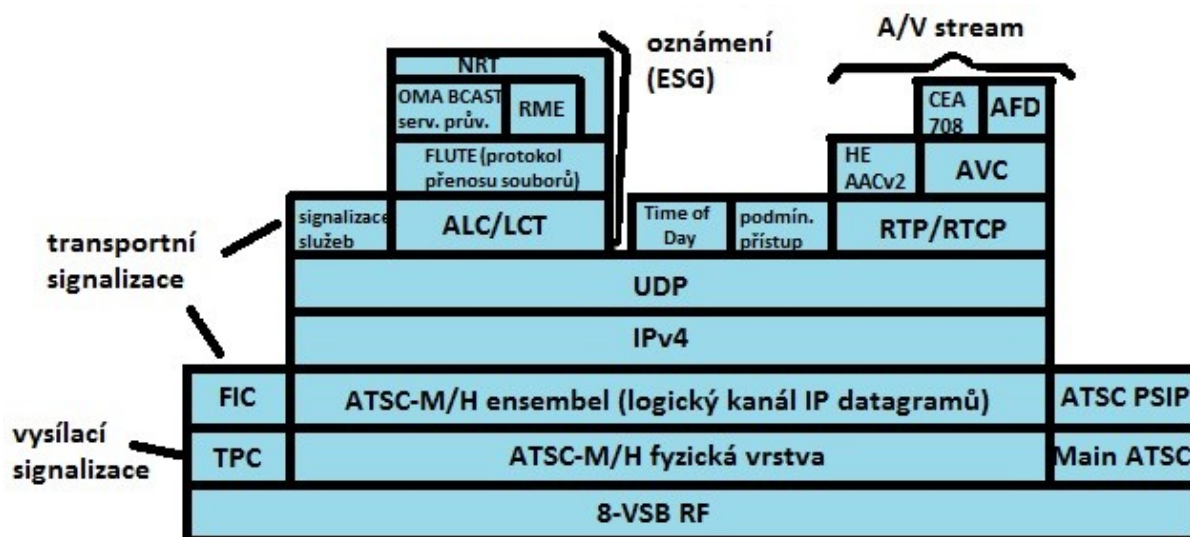 oznámení
(ESG)
A/V stream
NRT
OMA BCAST
serv. prův.
RME
CEA
708
AFD
FLUTE (protokol
přenosu souborů)
HE
AACv2
AVC
transportní
signalizace
signalizace
služeb
ALC/LCT
Time of
Day
podmín.
přístup
RTP/RTCP
UDP
IPv4
FIC
ATSC-M/H ensembel (logický kanál IP datagramů)
ATSC PSIP
vysílací
signalizace
TPC
ATSC-M/H fyzická vrstva
Main ATSC
8-VSB RF